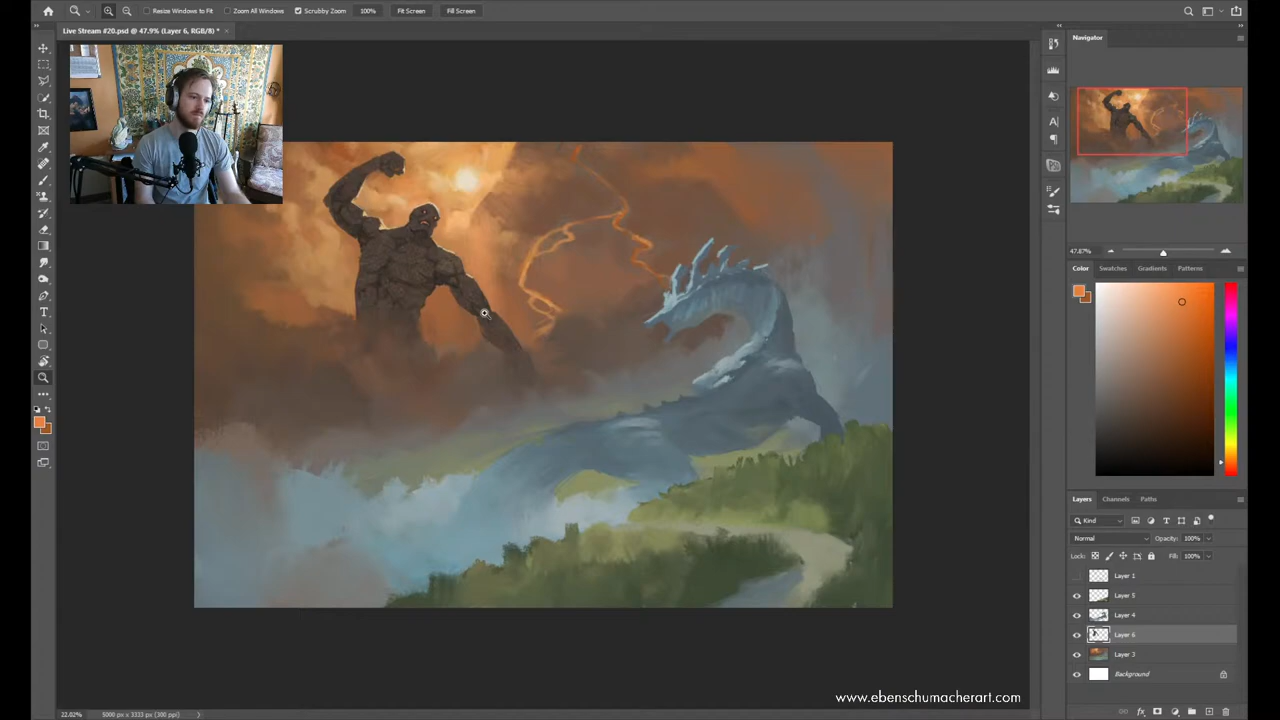 Resize Windows to Fit
Zoom All Windows
Scrubby Zoom
100%
Fit Screen
Fill Screen
Live Stream #20.psd @ 47.9% (Layer 6, RGB/8) *
Navigator
47.87%
Color
Swatches
Gradients
Patterns
Layers
Channels
Paths
Kind
Normal
Opacity: 100%
Lock:
Fill: 100%
Layer 1
Layer 5
Layer 4
Layer 6
Layer 3
Background
www.ebenschumacherart.com
22.02%
5000 px x 3333 px (300 ppi)